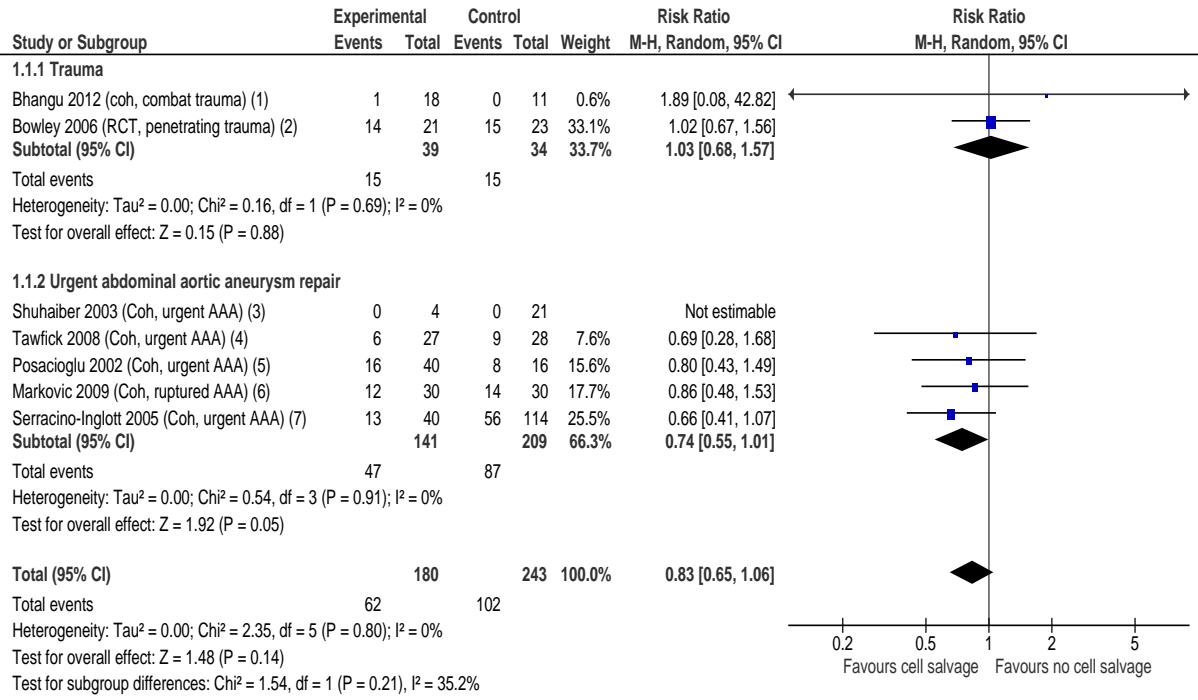 Experimental Control Risk Ratio Risk Ratio
Study or Subgroup Events Total Events Total Weight M-H, Random, 95% CI M-H, Random, 95% CI
1.1.1 Trauma
Bhangu 2012 (coh, combat trauma) (1) 1 18 0 11 0.6% 1.89 [0.08, 42.82]
Bowley 2006 (RCT, penetrating trauma) (2) 14 21 15 23 33.1% 1.02 [0.67, 1.56]
Subtotal (95% CI) 39 34 33.7% 1.03 [0.68, 1.57]
Total events 15 15
Heterogeneity: Tau² = 0.00; Chi² = 0.16, df = 1 (P = 0.69); I² = 0%
Test for overall effect: Z = 0.15 (P = 0.88)
1.1.2 Urgent abdominal aortic aneurysm repair
Shuhaiber 2003 (Coh, urgent AAA) (3) 0 4 0 21 Not estimable
Tawfick 2008 (Coh, urgent AAA) (4) 6 27 9 28 7.6% 0.69 [0.28, 1.68]
Posacioglu 2002 (Coh, urgent AAA) (5) 16 40 8 16 15.6% 0.80 [0.43, 1.49]
Markovic 2009 (Coh, ruptured AAA) (6) 12 30 14 30 17.7% 0.86 [0.48, 1.53]
Serracino-Inglott 2005 (Coh, urgent AAA) (7) 13 40 56 114 25.5% 0.66 [0.41, 1.07]
Subtotal (95% CI) 141 209 66.3% 0.74 [0.55, 1.01]
Total events 47 87
Heterogeneity: Tau² = 0.00; Chi² = 0.54, df = 3 (P = 0.91); I² = 0%
Test for overall effect: Z = 1.92 (P = 0.05)
Total (95% CI) 180 243 100.0% 0.83 [0.65, 1.06]
Total events 62 102
Heterogeneity: Tau² = 0.00; Chi² = 2.35, df = 5 (P = 0.80); I² = 0%
Test for overall effect: Z = 1.48 (P = 0.14)
Test for subgroup differences: Chi² = 1.54, df = 1 (P = 0.21), I² = 35.2%
0.2 0.5 1 2 5
Favours cell salvage Favours no cell salvage